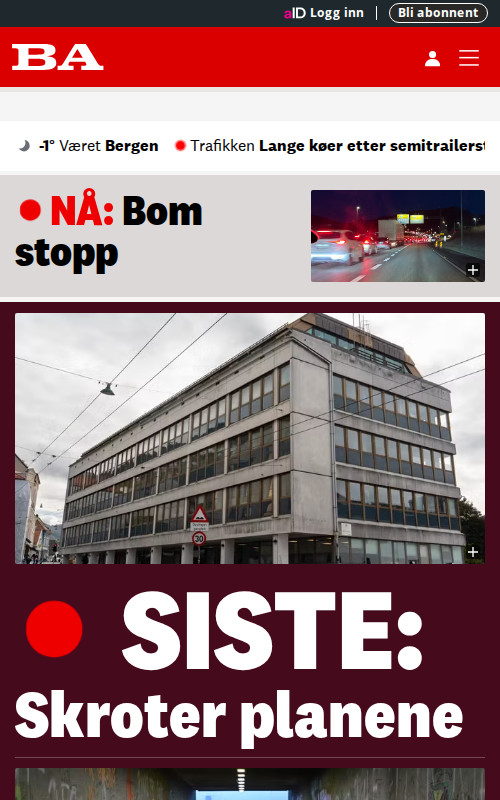 aID Logg inn
Bli abonnent
BA
-1° Været Bergen
Trafikken Lange køer etter semitrailerst
NÅ: Bom
stopp
30
SISTE:
Skroter planene